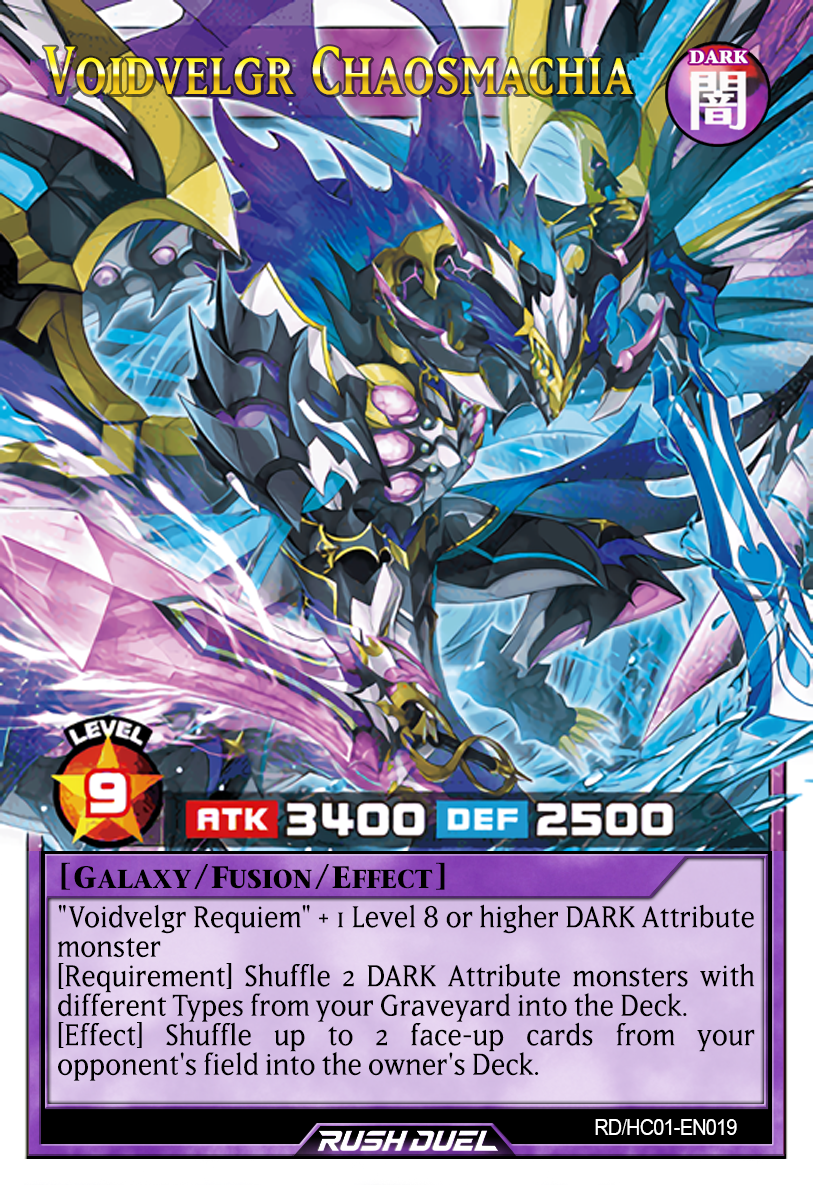 Voidvelgr Chaosmachia
DARK
闇
LEVEL
9
ATK 3400 DEF 2500
[Galaxy/Fusion/Effect]
"Voidvelgr Requiem" + 1 Level 8 or higher DARK Attribute
monster
[Requirement] Shuffle 2 DARK Attribute monsters with
different Types from your Graveyard into the Deck.
[Effect] Shuffle up to 2 face-up cards from your
opponent's field into the owner's Deck.
RD/HC01-EN019
RUSH DUEL